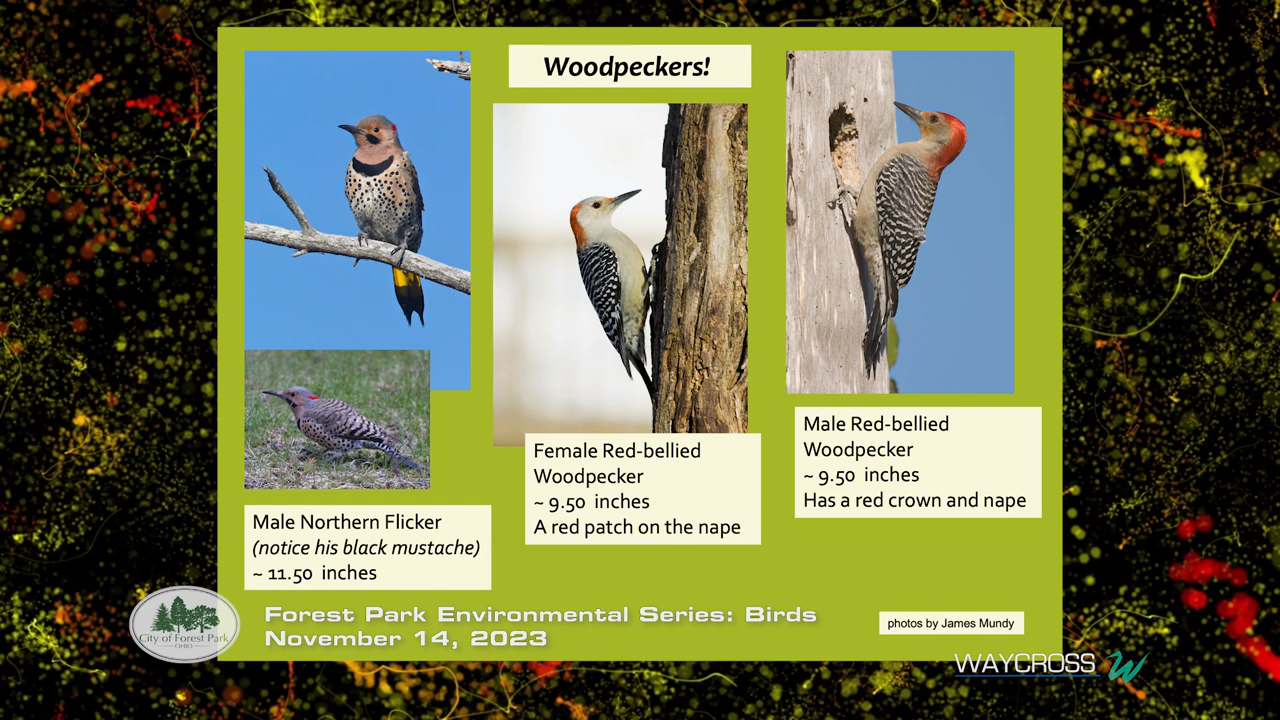 Woodpeckers!
Male Northern Flicker
(notice his black mustache)
~ 11.50 inches
Female Red-bellied
Woodpecker
~ 9.50 inches
A red patch on the nape
Male Red-bellied
Woodpecker
~ 9.50 inches
Has a red crown and nape
City of Forest Park
OHIO
Forest Park Environmental Series: Birds
November 14, 2023
photos by James Mundy
WAYCROSS W